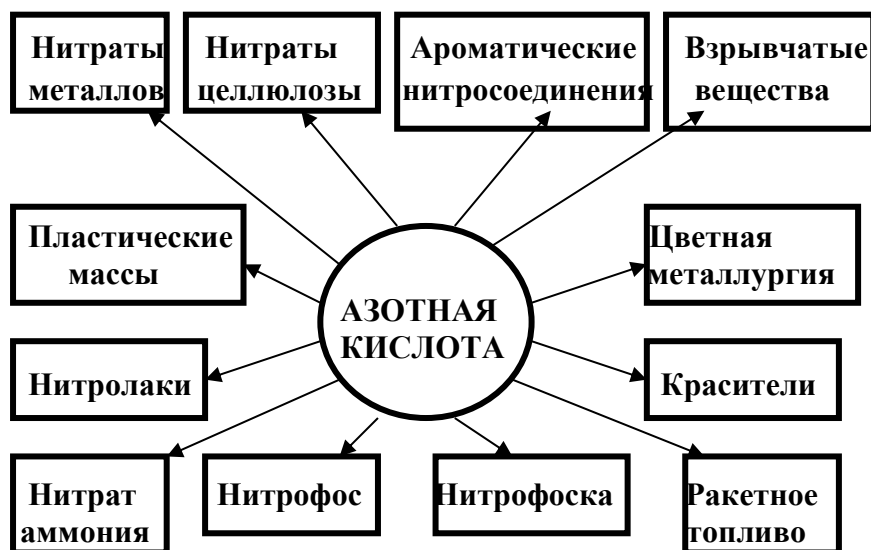 Нитраты
металлов
Нитраты
целлюлозы
Ароматические
нитросоединения
Взрывчатые
вещества
Пластические
массы
Цветная
металлургия
АЗОТНАЯ
КИСЛОТА
Нитролаки
Красители
Нитрат
аммония
Нитрофос
Нитрофоска
Ракетное
топливо